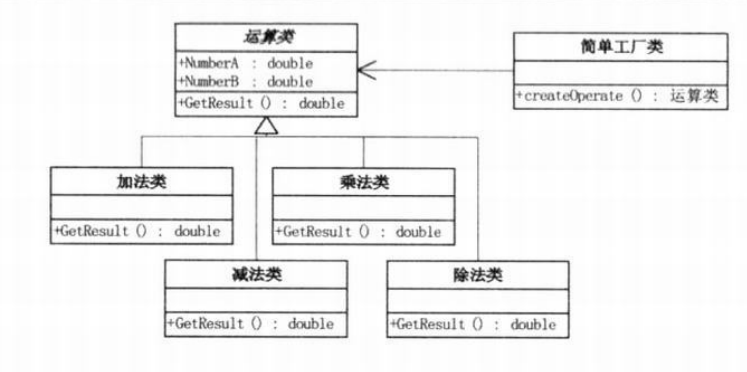 运算类
+NumberA : double
+NumberB : double
+GetResult () : double
简单工厂类
+createOperate () : 运算类
加法类
+GetResult () : double
乘法类
+GetResult () : double
减法类
+GetResult () : double
除法类
+GetResult () : double